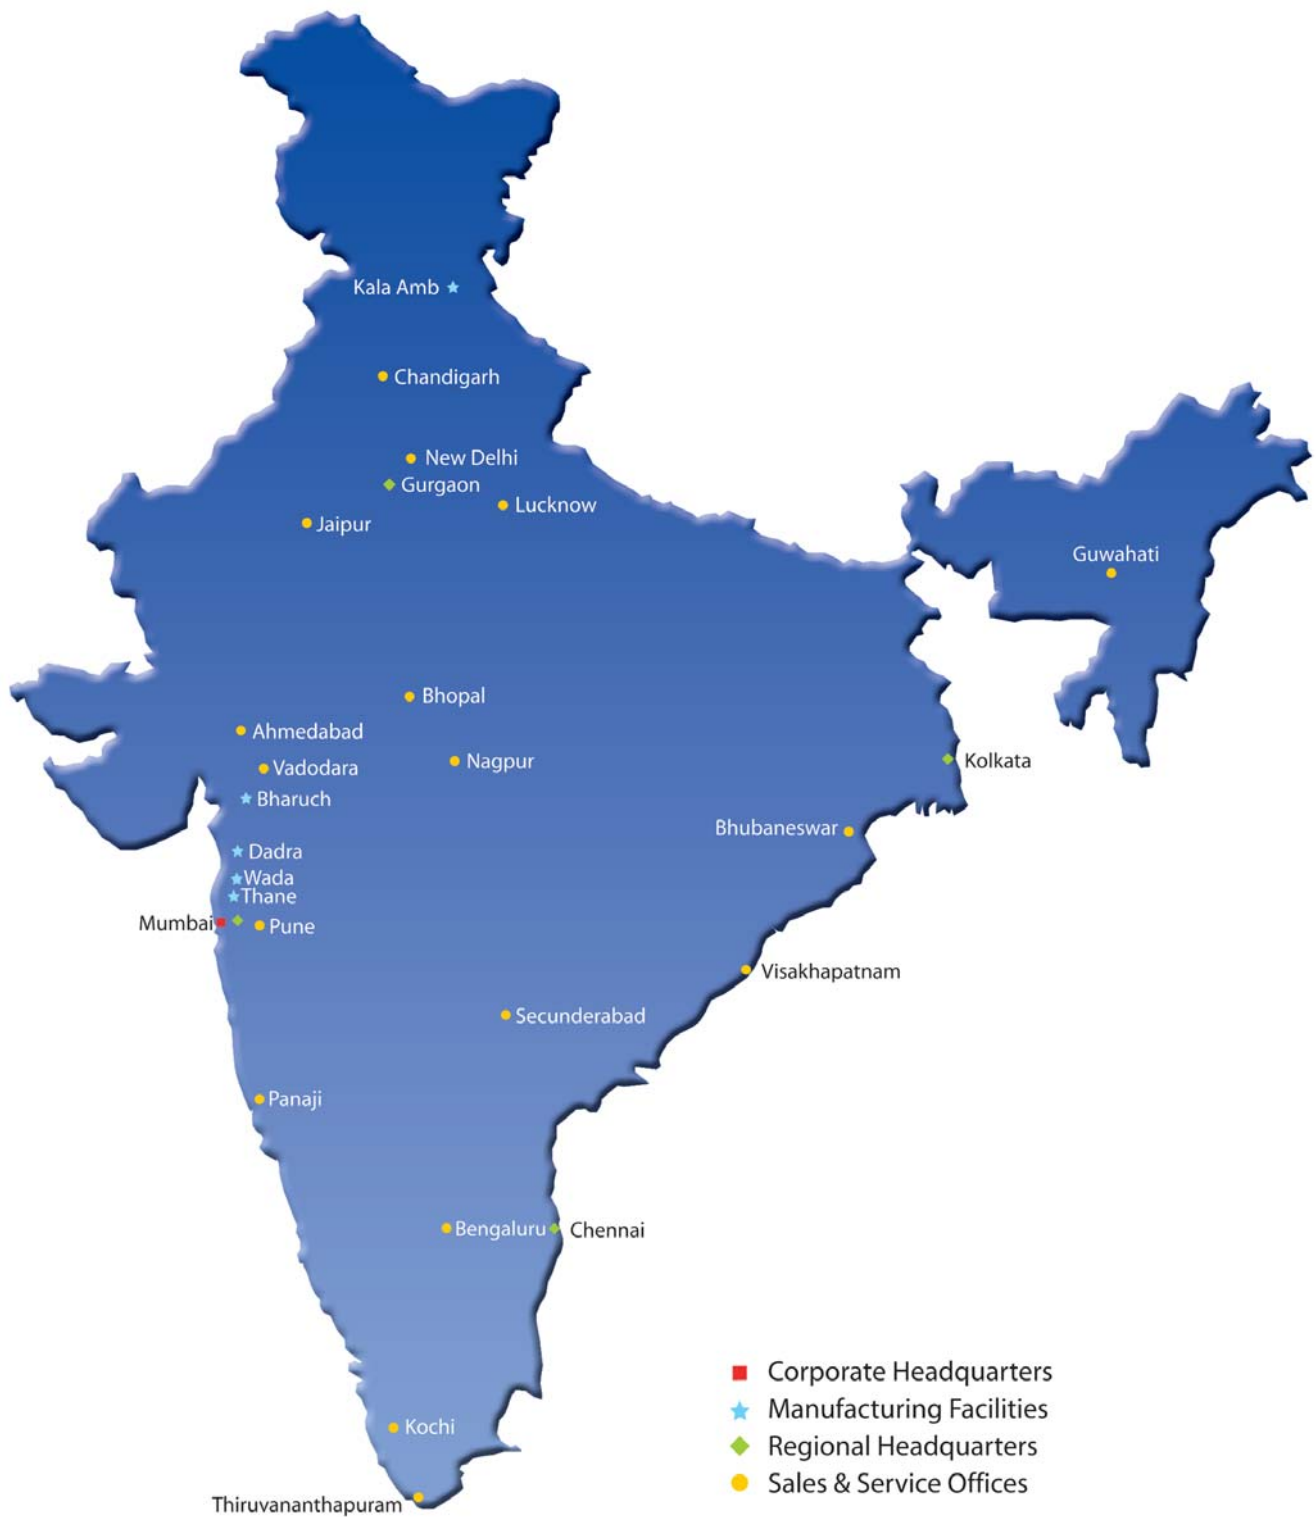 Kala Amb
Chandigarh
New Delhi
Gurgaon
Lucknow
Jaipur
Guwahati
Bhopal
Ahmedabad
Vadodara
Nagpur
Kolkata
Bharuch
Bhubaneswar
Dadra
Wada
Thane
Mumbai
Pune
Visakhapatnam
Secunderabad
Panaji
Bengaluru
Chennai
Corporate Headquarters
Manufacturing Facilities
Kochi
Regional Headquarters
Sales & Service Offices
Thiruvananthapuram